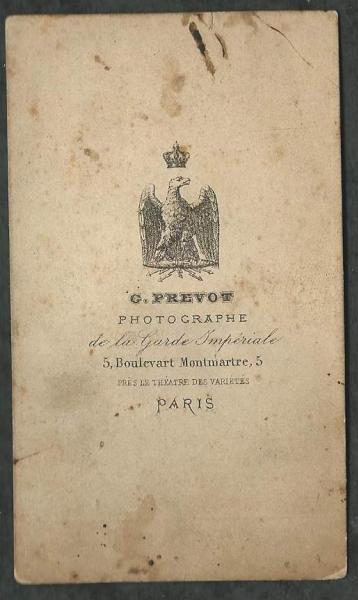 G. PREVOT
PHOTOGRAPHE
de la Garde Impériale
5, Boulevart Montmartre, 5
PRÈS LE THÉATRE DES VARIÉTÉS
PARIS